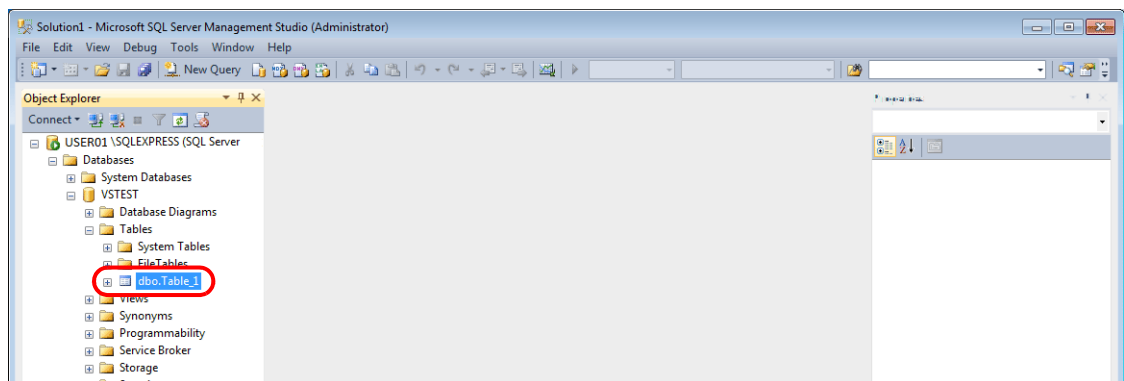 Solution1 - Microsoft SQL Server Management Studio (Administrator)
File Edit View Debug Tools Window Help
New Query
Object Explorer
Connect
USER01 \SQLEXPRESS (SQL Server
Databases
System Databases
VSTEST
Database Diagrams
Tables
System Tables
FileTables
dbo.Table_1
Views
Synonyms
Programmability
Service Broker
Storage